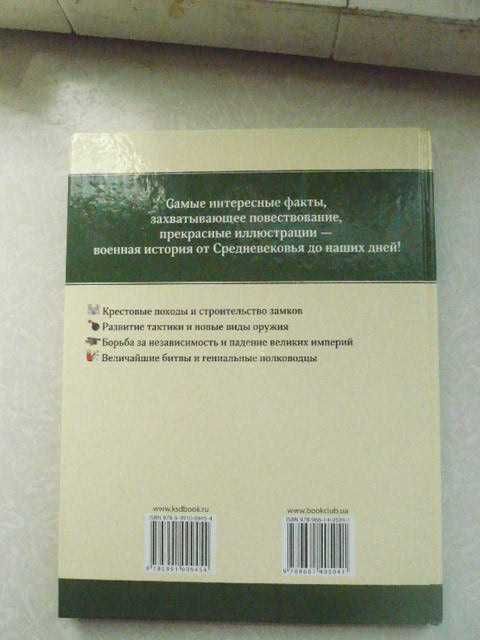 Самые интересные факты,
захватывающее повествование,
прекрасные иллюстрации —
военная история от Средневековья до наших дней!
Крестовые походы и строительство замков
Развитие тактики и новые виды оружия
Борьба за независимость и падение великих империй
Величайшие битвы и гениальные полководцы
www.ksdbook.ru
www.bookclub.ua
ISBN
ISBN